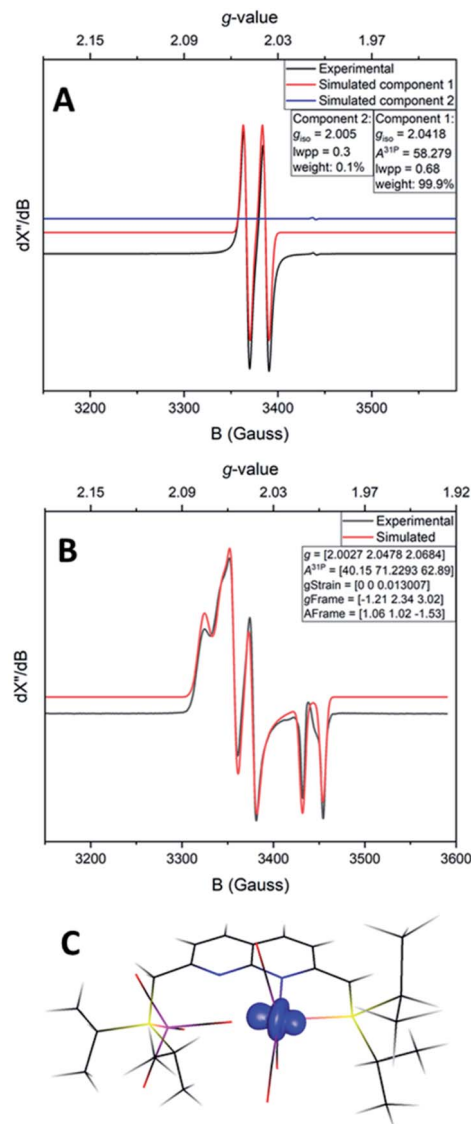 g-value
2.15 2.09 2.03 1.97
A
Experimental
Simulated component 1
Simulated component 2
Component 2:
giso = 2.005
lwpp = 0.3
weight: 0.1%
Component 1:
giso = 2.0418
A31P = 58.279
lwpp = 0.68
weight: 99.9%
dX"/dB
3200 3300 3400 3500
B (Gauss)
g-value
2.15 2.09 2.03 1.97 1.92
B
Experimental
Simulated
g = [2.0027 2.0478 2.0684]
A31P = [40.15 71.2293 62.89]
gStrain = [0 0 0.013007]
gFrame = [-1.21 2.34 3.02]
AFrame = [1.06 1.02 -1.53]
dX"/dB
3200 3300 3400 3500 3600
B (Gauss)
C